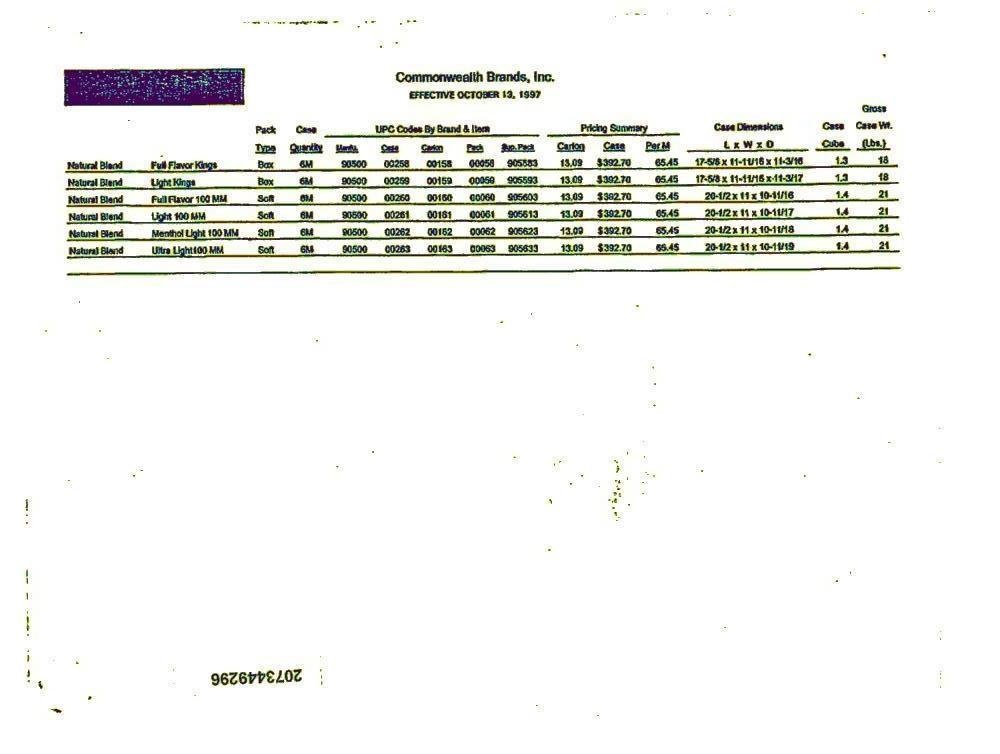 Commonwealth Brands, Inc.
EFFECTIVE OCTOBER 13, 1997
Gross
Pack Case UPC Codes By Brand & Item Pricing Summary Case Dimensions Case Case Wt.
Type Quantity Manfu. Case Carton Pack Sup. Pack Carton Case Per M L x W x D Cube (Lbs.)
Natural Blend Full Flavor Kings Box 6M 90500 00258 00158 00058 905583 13.09 $392.70 65.45 17-5/8 x 11-11/16 x 11-3/16 1.3 18
Natural Blend Light Kings Box 6M 90500 00259 00159 00059 905593 13.09 $392.70 65.45 17-5/8 x 11-11/16 x 11-3/17 1.3 18
Natural Blend Full Flavor 100 MM Soft 6M 90500 00260 00160 00060 905603 13.09 $392.70 65.45 20-1/2 x 11 x 10-11/16 1.4 21
Natural Blend Light 100 MM Soft 6M 90500 00261 00161 00061 905613 13.09 $392.70 65.45 20-1/2 x 11 x 10-11/17 1.4 21
Natural Blend Menthol Light 100 MM Soft 6M 90500 00262 00162 00062 905623 13.09 $392.70 65.45 20-1/2 x 11 x 10-11/18 1.4 21
Natural Blend Ultra Light100 MM Soft 6M 90500 00263 00163 00063 905633 13.09 $392.70 65.45 20-1/2 x 11 x 10-11/19 1.4 21
2073449296